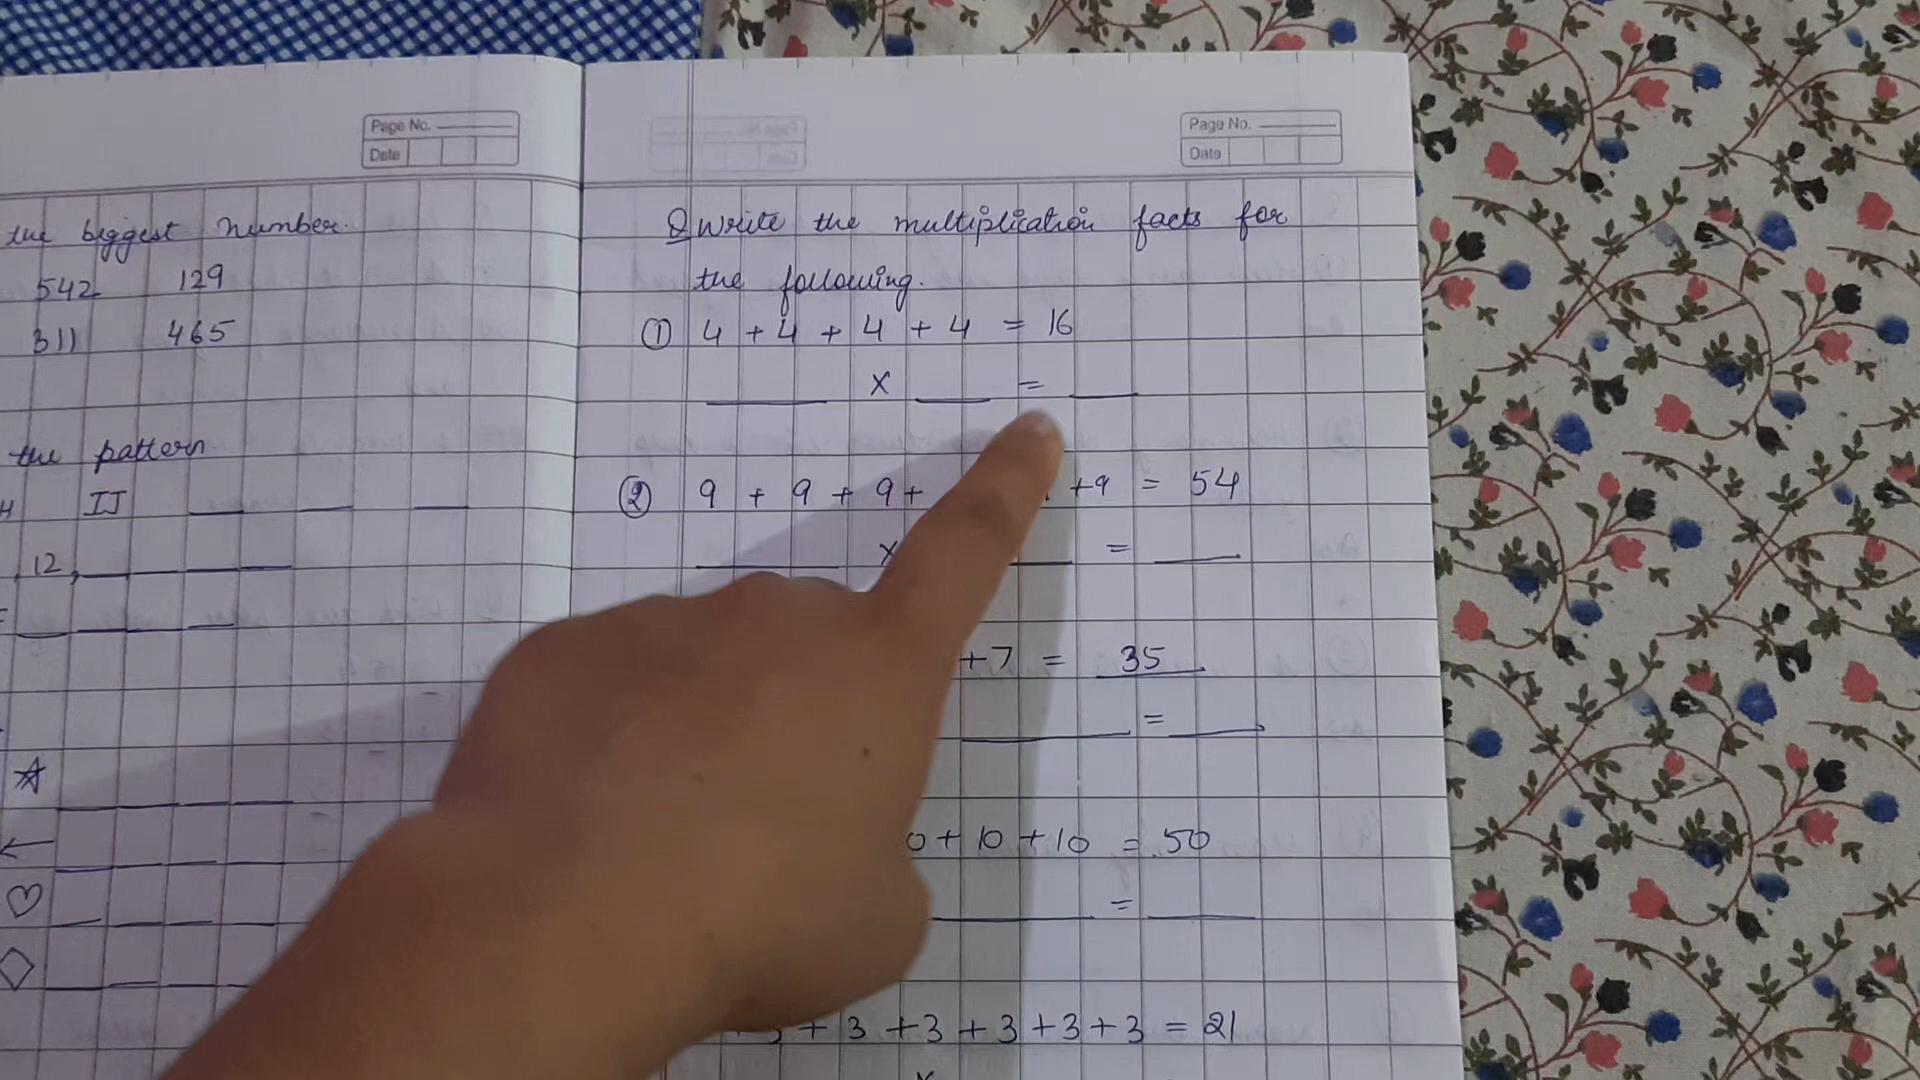 Page No.
Date
the biggest number.
542 129
311 465
the pattern.
H IJ
12,
Page No.
Date
Q Write the multiplication facts for
the following.
① 4 + 4 + 4 + 4 = 16
x =
② 9 + 9 + 9 + +9 = 54
x =
+7 = 35
=
0 + 10 + 10 = 50
=
+ 3 + 3 + 3 + 3 + 3 = 21
x